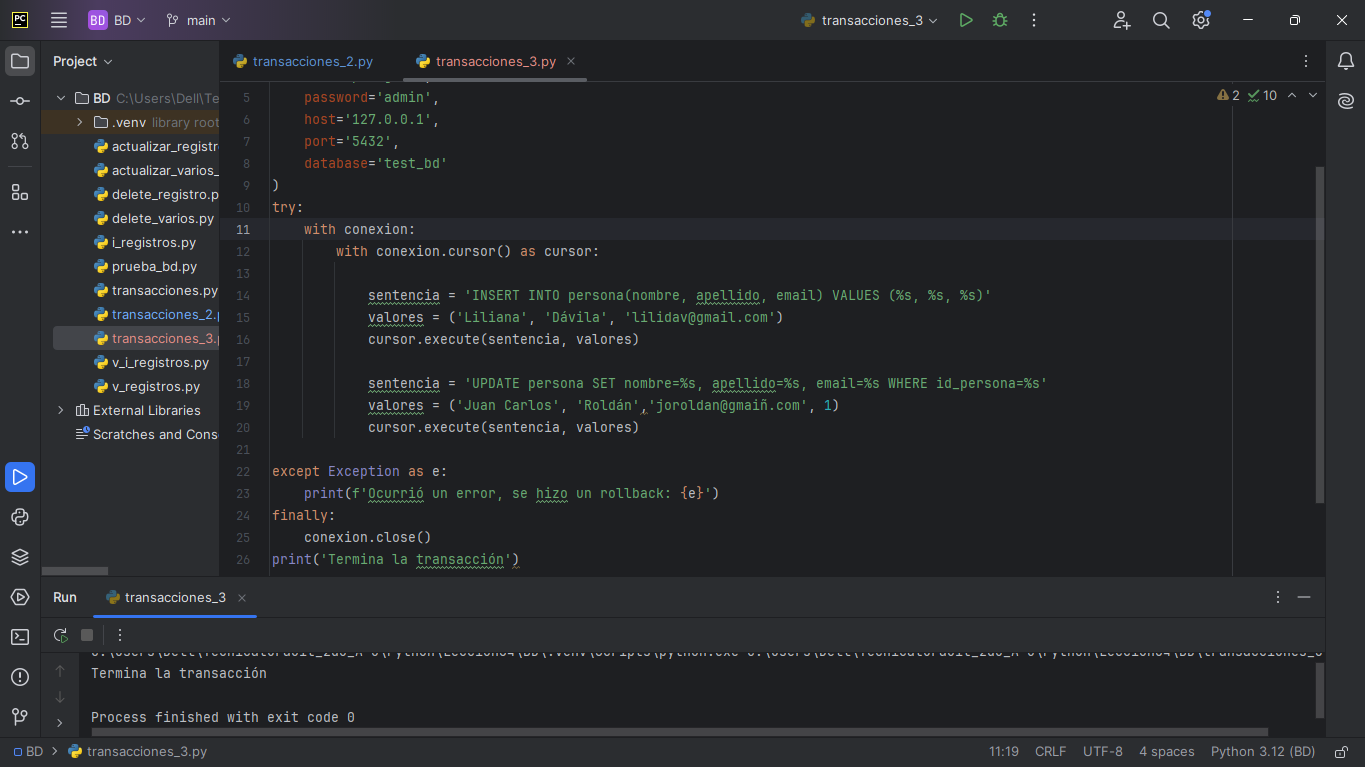 PC
BD BD main transacciones_3
Project
transacciones_2.py transacciones_3.py
BD C:\Users\Dell\Te
.venv library root
actualizar_registr
actualizar_varios_
delete_registro.p
delete_varios.py
i_registros.py
prueba_bd.py
transacciones.py
transacciones_2.p
transacciones_3.p
v_i_registros.py
v_registros.py
External Libraries
Scratches and Cons
2 10
5 password='admin',
6 host='127.0.0.1',
7 port='5432',
8 database='test_bd'
9 )
10 try:
11 with conexion:
12 with conexion.cursor() as cursor:
13
14 sentencia = 'INSERT INTO persona(nombre, apellido, email) VALUES (%s, %s, %s)'
15 valores = ('Liliana', 'Dávila', 'lilidav@gmail.com')
16 cursor.execute(sentencia, valores)
17
18 sentencia = 'UPDATE persona SET nombre=%s, apellido=%s, email=%s WHERE id_persona=%s'
19 valores = ('Juan Carlos', 'Roldán','joroldan@gmaiñ.com', 1)
20 cursor.execute(sentencia, valores)
21
22 except Exception as e:
23 print(f'Ocurrió un error, se hizo un rollback: {e}')
24 finally:
25 conexion.close()
26 print('Termina la transacción')
Run transacciones_3
Termina la transacción
Process finished with exit code 0
BD transacciones_3.py 11:19 CRLF UTF-8 4 spaces Python 3.12 (BD)